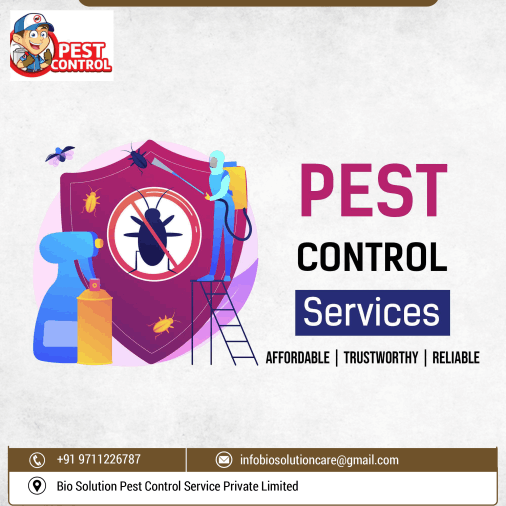 PEST
CONTROL
PEST
CONTROL
Services
AFFORDABLE | TRUSTWORTHY | RELIABLE
+91 9711226787
infobiosolutioncare@gmail.com
Bio Solution Pest Control Service Private Limited